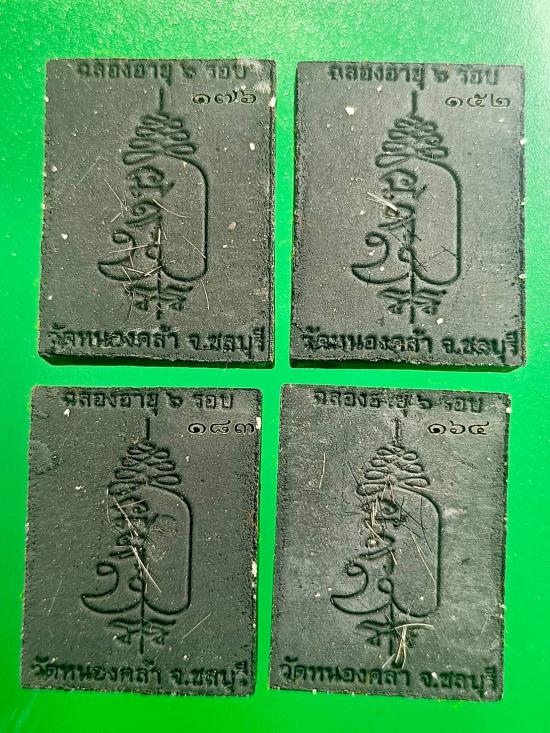 ฉลองอายุ ๖ รอบ
๑๗๖
วัดหนองคล้า จ.ชลบุรี
ฉลองอายุ ๖ รอบ
๑๕๒
วัดหนองคล้า จ.ชลบุรี
ฉลองอายุ ๖ รอบ
๑๘๓
วัดหนองคล้า จ.ชลบุรี
ฉลองอายุ ๖ รอบ
๑๖๔
วัดหนองคล้า จ.ชลบุรี